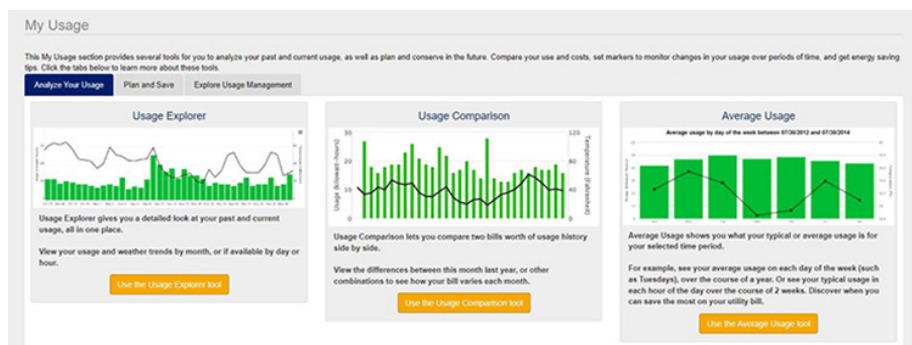 My Usage
This My Usage section provides several tools for you to analyze your past and current usage, as well as plan and conserve in the future. Compare your use and costs, set markers to monitor changes in your usage over periods of time, and get energy saving
tips. Click the tabs below to learn more about these tools.
Analyze Your Usage
Plan and Save
Explore Usage Management
Usage Explorer
Usage Explorer gives you a detailed look at your past and current
usage, all in one place.
View your usage and weather trends by month, or if available by day or
hour.
Use the Usage Explorer tool
Usage Comparison
30
20
10
0
Usage (kilowatt-hours)
120
80
40
0
Temperature (Fahrenheit)
Usage Comparison lets you compare two bills worth of usage history
side by side.
View the differences between this month last year, or other
combinations to see how your bill varies each month.
Use the Usage Comparison tool
Average Usage
Average usage by day of the week between 07/30/2012 and 07/30/2014
Average Usage shows you what your typical or average usage is for
your selected time period.
For example, see your average usage on each day of the week (such
as Tuesdays), over the course of a year. Or see your typical usage in
each hour of the day over the course of 2 weeks. Discover when you
can save the most on your utility bill.
Use the Average Usage tool